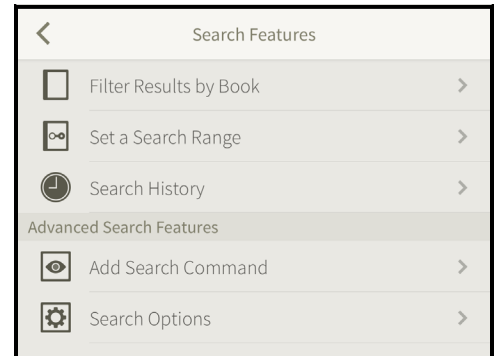 Search Features
Filter Results by Book
Set a Search Range
Search History
Advanced Search Features
Add Search Command
Search Options